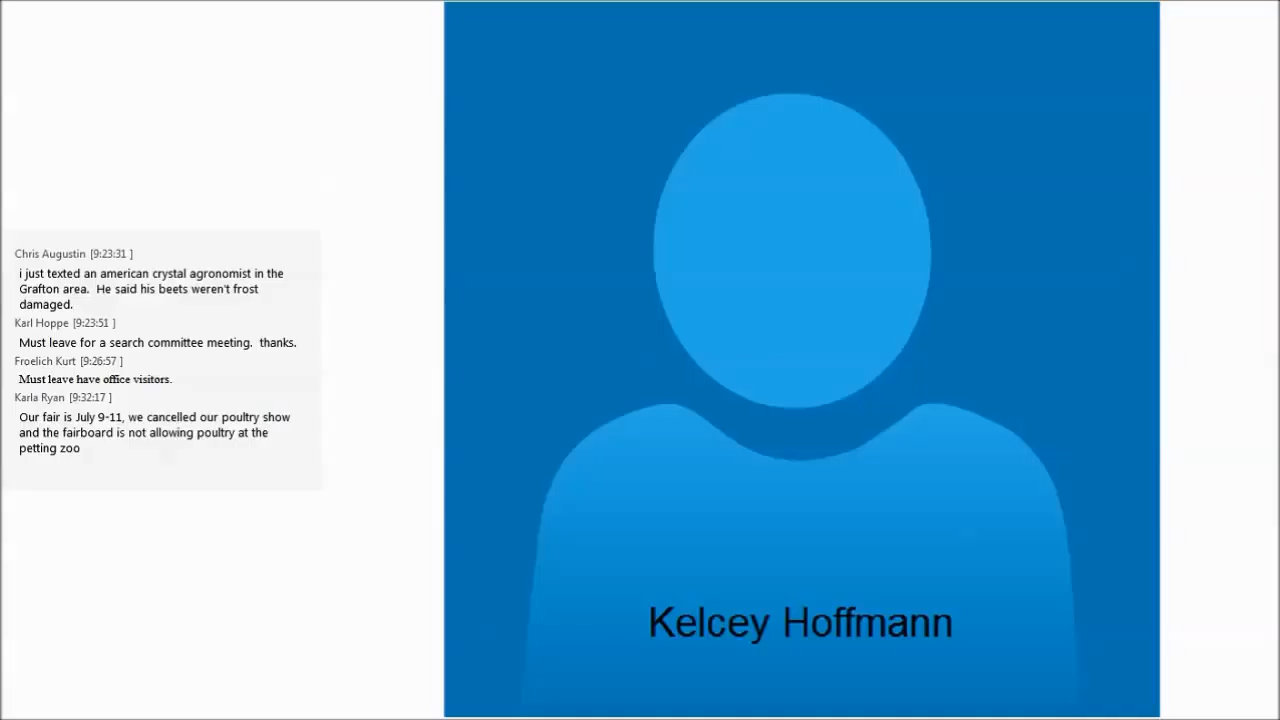 Chris Augustin [9:23:31 ]
i just texted an american crystal agronomist in the
Grafton area.  He said his beets weren't frost
damaged.
Karl Hoppe [9:23:51 ]
Must leave for a search committee meeting.  thanks.
Froelich Kurt [9:26:57 ]
Must leave have office visitors.
Karla Ryan [9:32:17 ]
Our fair is July 9-11, we cancelled our poultry show
and the fairboard is not allowing poultry at the
petting zoo
Kelcey Hoffmann